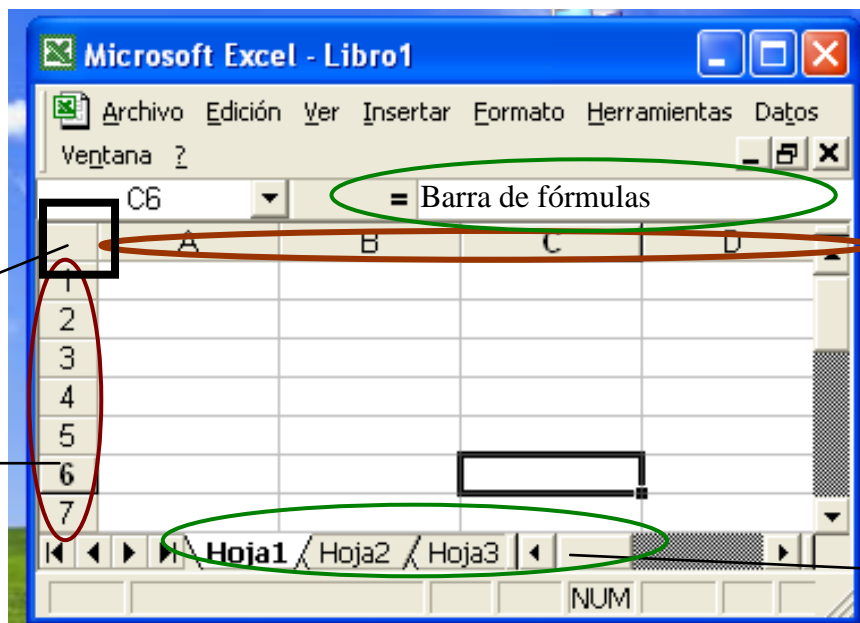 Microsoft Excel - Libro1
Archivo Edición Ver Insertar Formato Herramientas Datos
Ventana ?
C6 = Barra de fórmulas
A B C D
1
2
3
4
5
6
7
Hoja1 Hoja2 Hoja3
NUM